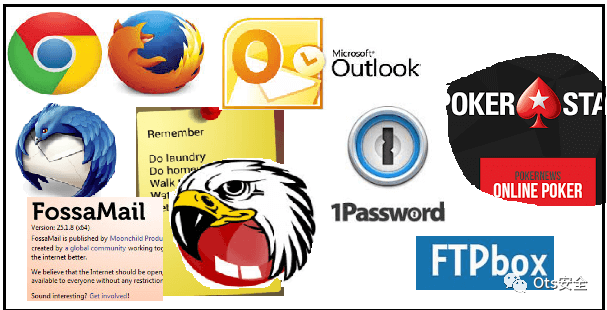 Microsoft®
Outlook
POKER STA
POKERNEWS
ONLINE POKER
Remember
Do laundry
Do home
Walk
Wat
1Password
FossaMail
Version: 25.1.8 (x64)
FossaMail is published by Moonchild Produ
created by a global community working tog
the internet better.
We believe that the Internet should be open,
available to everyone without any restriction
Sound interesting? Get involved!
FTPbox
Ots安全